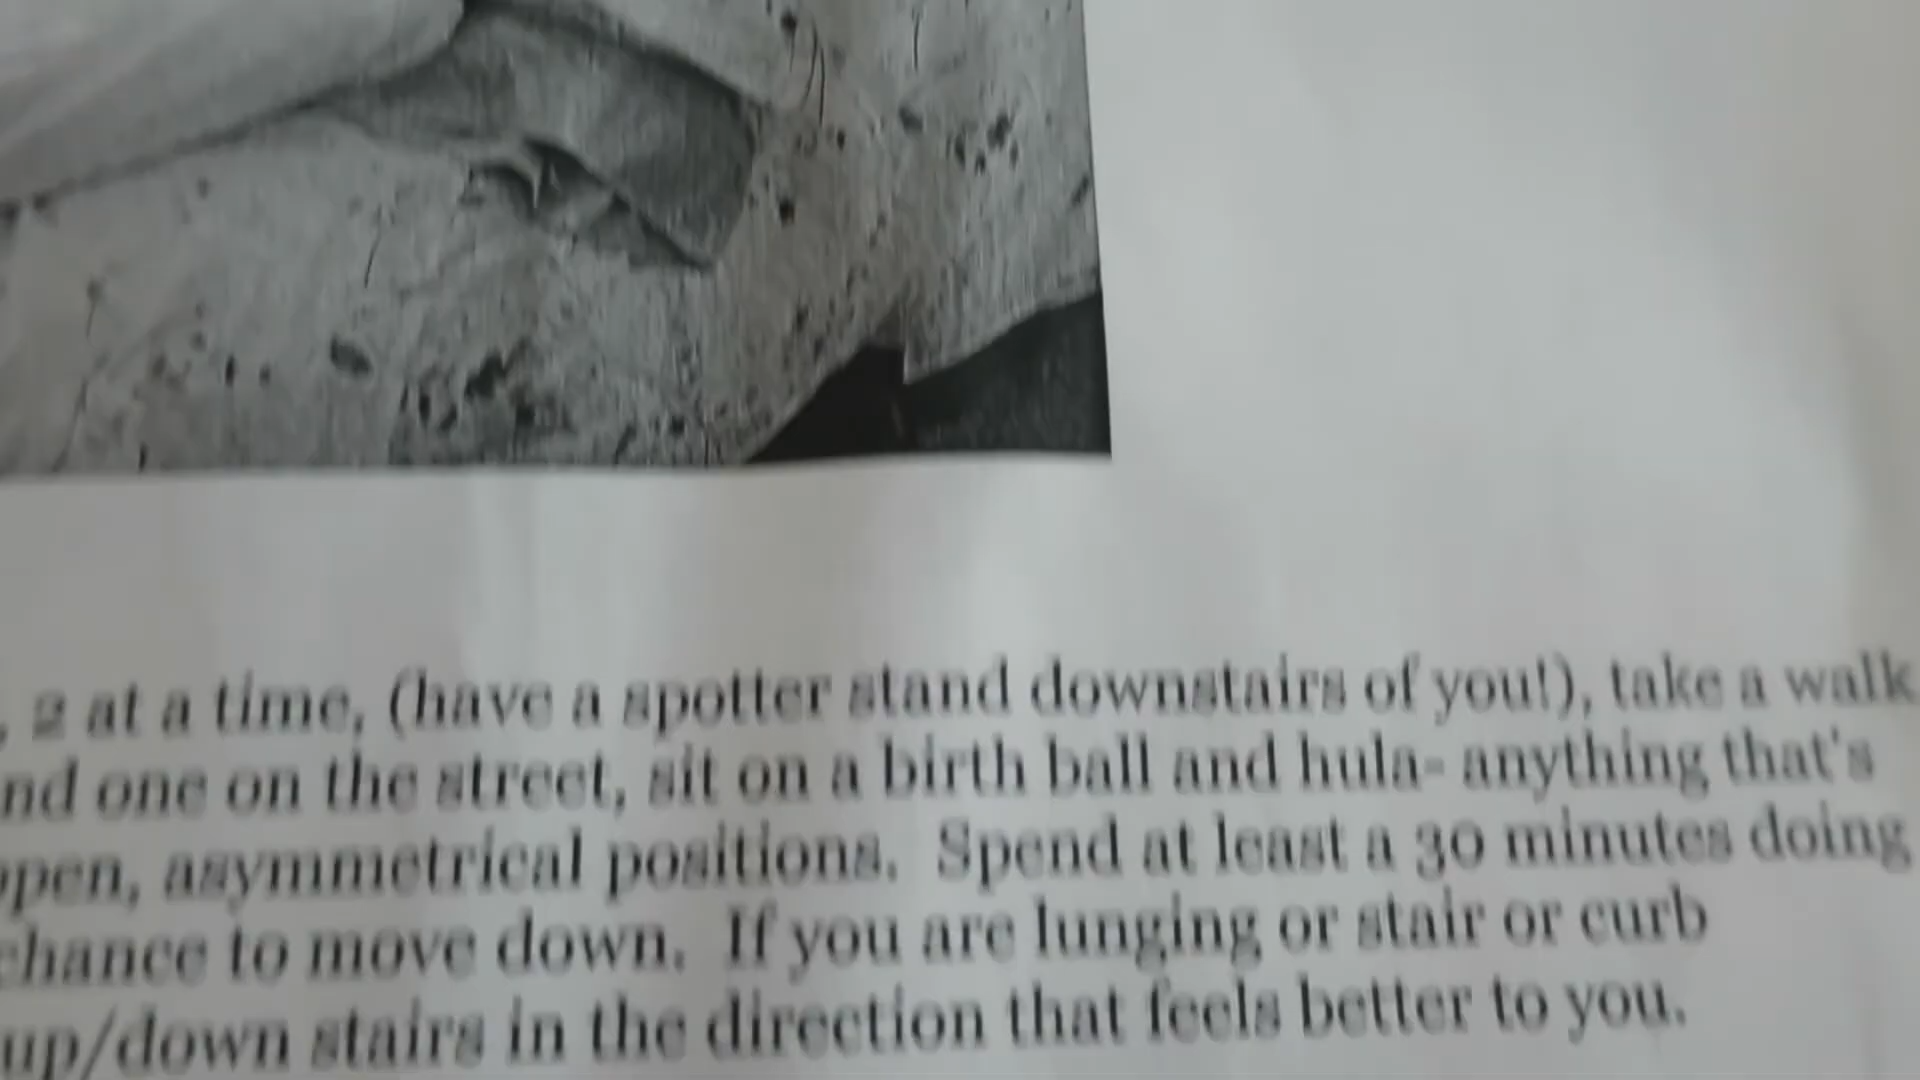 , 2 at a time, (have a spotter stand downstairs of you!), take a walk
nd one on the street, sit on a birth ball and hula- anything that's
pen, asymmetrical positions. Spend at least a 30 minutes doing
chance to move down. If you are lunging or stair or curb
up/down stairs in the direction that feels better to you.